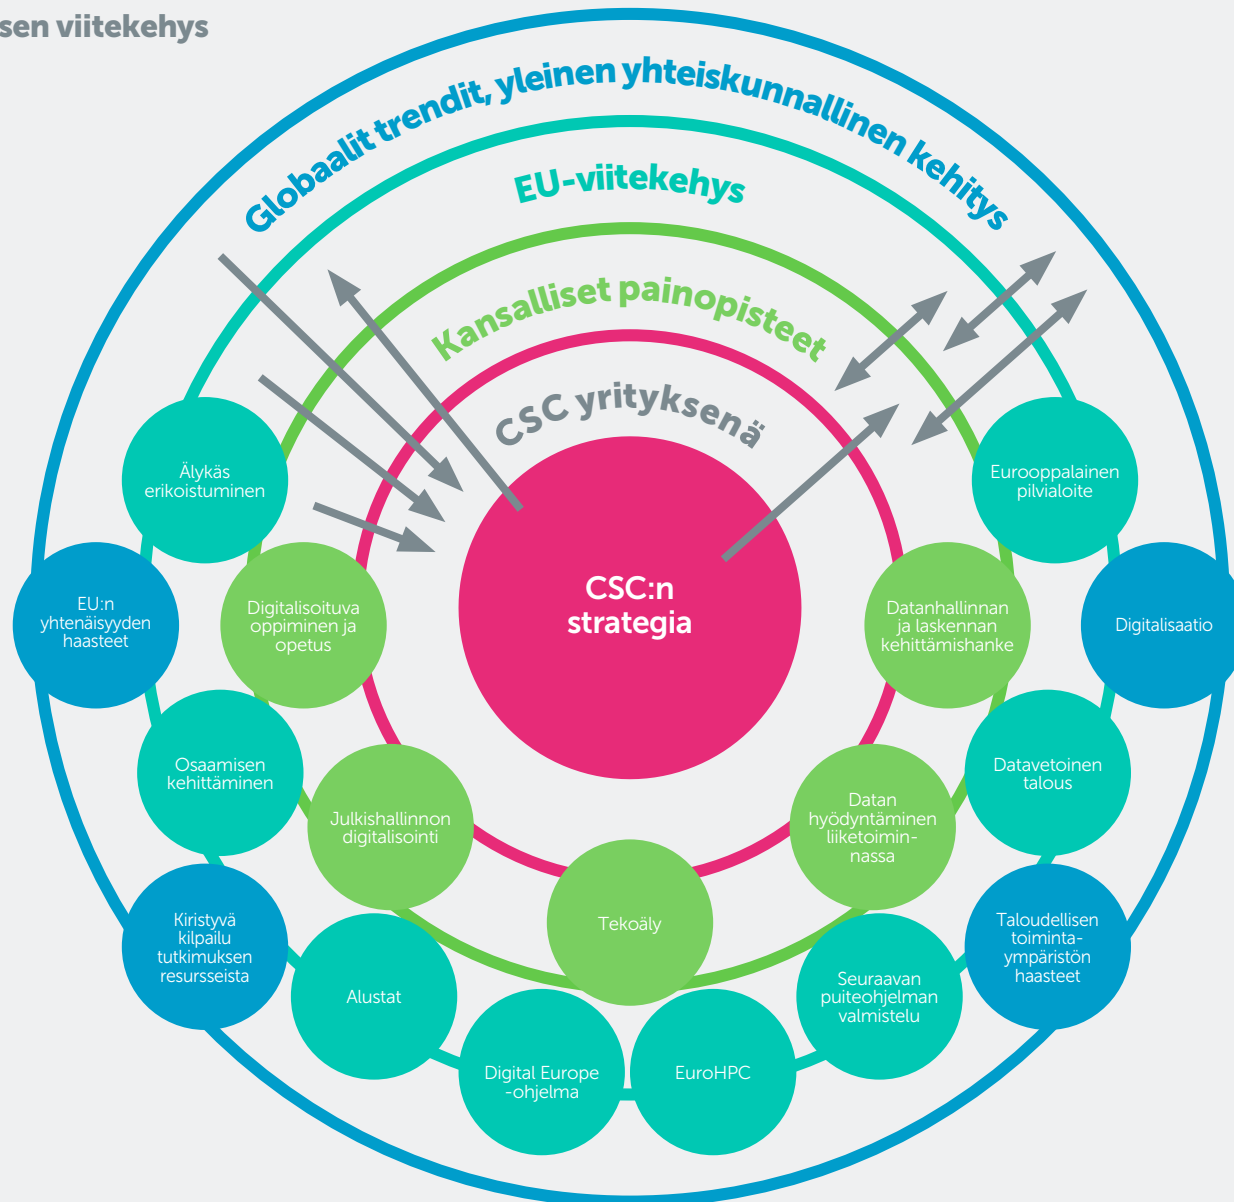 sen viitekehys
Globaalit trendit, yleinen yhteiskunnallinen kehitys
EU-viitekehys
Kansalliset painopisteet
CSC yrityksenä
CSC:n
strategia
Älykäs
erikoistuminen
Eurooppalainen
pilvialoite
EU:n
yhtenäisyyden
haasteet
Digitalisoituva
oppiminen ja
opetus
Datanhallinnan
ja laskennan
kehittämishanke
Digitalisaatio
Osaamisen
kehittäminen
Julkishallinnon
digitalisointi
Datan
hyödyntäminen
liiketoimin-
nassa
Datavetoinen
talous
Kiristyvä
kilpailu
tutkimuksen
resursseista
Tekoäly
Taloudellisen
toiminta-
ympäristön
haasteet
Alustat
Seuraavan
puiteohjelman
valmistelu
Digital Europe
-ohjelma
EuroHPC